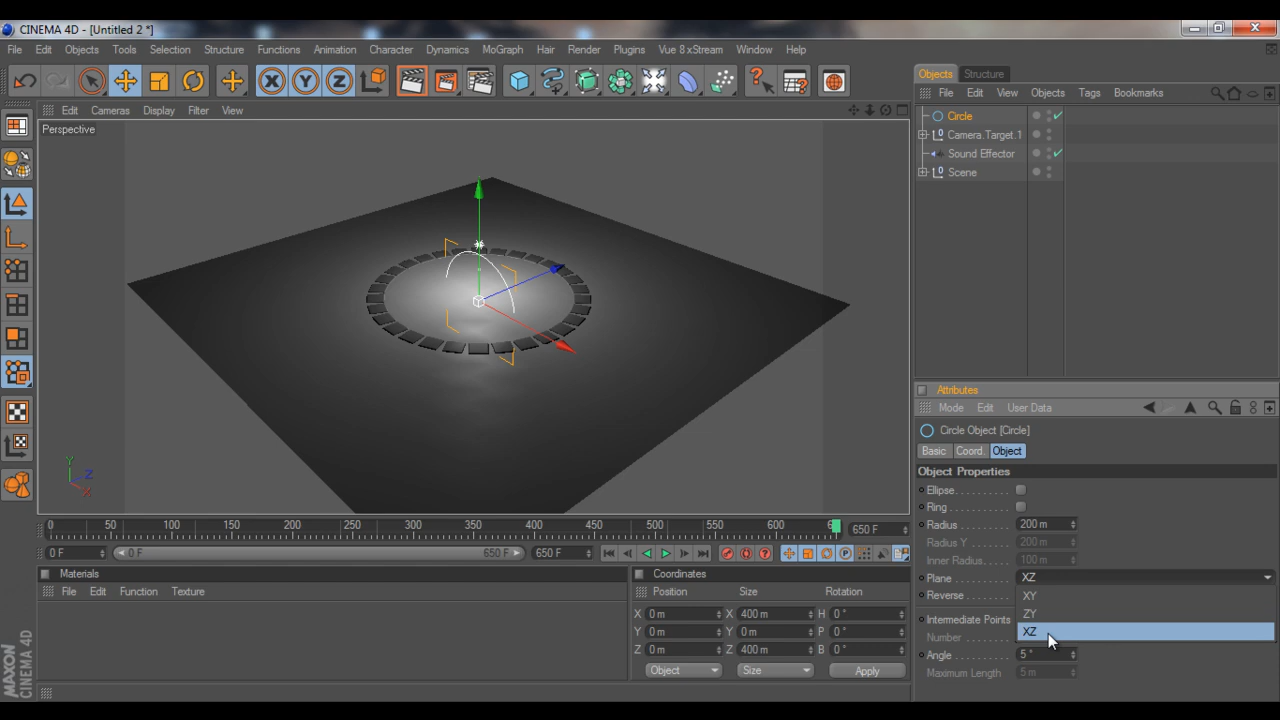 CINEMA 4D - [Untitled 2 *]
File Edit Objects Tools Selection Structure Functions Animation Character Dynamics MoGraph Hair Render Plugins Vue 8 xStream Window Help
Objects Structure
File Edit View Objects Tags Bookmarks
Edit Cameras Display Filter View
Perspective
Circle
Camera.Target.1
Sound Effector
Scene
Y
Z
X
Attributes
Mode Edit User Data
Circle Object [Circle]
Basic Coord. Object
Object Properties
Ellipse
Ring
Radius 200 m
Radius Y 200 m
Inner Radius 100 m
Plane XZ
XY
Reverse
ZY
Intermediate Points
XZ
Number
Angle 5 °
Maximum Length 5 m
0 50 100 150 200 250 300 350 400 450 500 550 600 650 F
0 F 0 F 650 F 650 F
Materials
File Edit Function Texture
Coordinates
Position Size Rotation
X 0 m X 400 m H 0 °
Y 0 m Y 0 m P 0 °
Z 0 m Z 400 m B 0 °
Object Size Apply
MAXON
CINEMA 4D